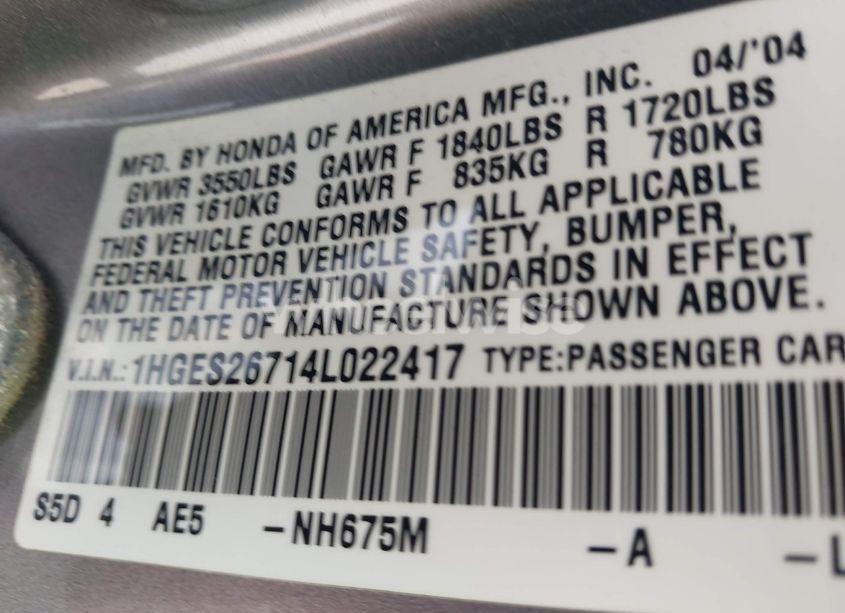 MFD. BY HONDA OF AMERICA MFG., INC. 04/'04
GVWR 3550LBS GAWR F 1840LBS R 1720LBS
GVWR 1610KG GAWR F 835KG R 780KG
THIS VEHICLE CONFORMS TO ALL APPLICABLE
FEDERAL MOTOR VEHICLE SAFETY, BUMPER,
AND THEFT PREVENTION STANDARDS IN EFFECT
ON THE DATE OF MANUFACTURE SHOWN ABOVE.
V.I.N.: 1HGES26714L022417 TYPE:PASSENGER CAR
S5D 4 AE5 -NH675M -A -L